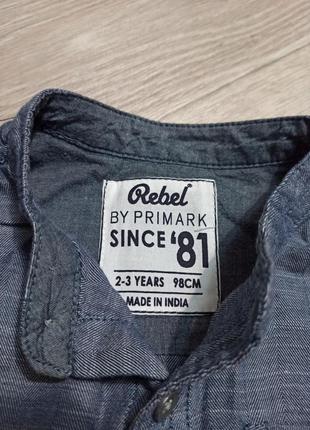 Rebel
BY PRIMARK
SINCE '81
2-3 YEARS 98CM
MADE IN INDIA